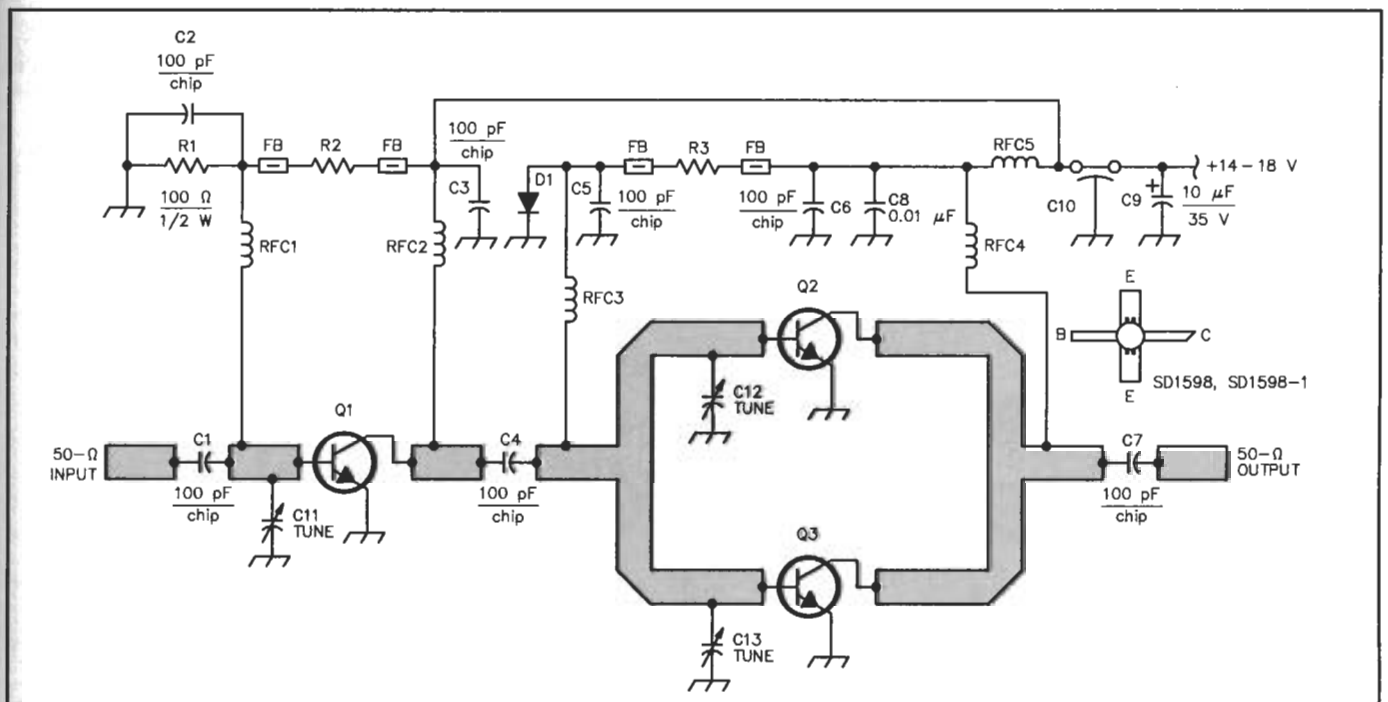 C2
100 pF
chip
R1
100 Ω
1/2 W
FB
R2
FB
100 pF
chip
C3
D1
C5
FB
R3
FB
100 pF
chip
100 pF
chip
C6
C8
0.01 μF
RFC5
C10
C9
+
10 μF
35 V
+14-18 V
RFC1
RFC2
RFC3
RFC4
Q2
E
B
C
E
SD1598, SD1598-1
C12
TUNE
Q1
50-Ω
INPUT
C1
100 pF
chip
C11
TUNE
C4
100 pF
chip
C7
100 pF
chip
50-Ω
OUTPUT
Q3
C13
TUNE